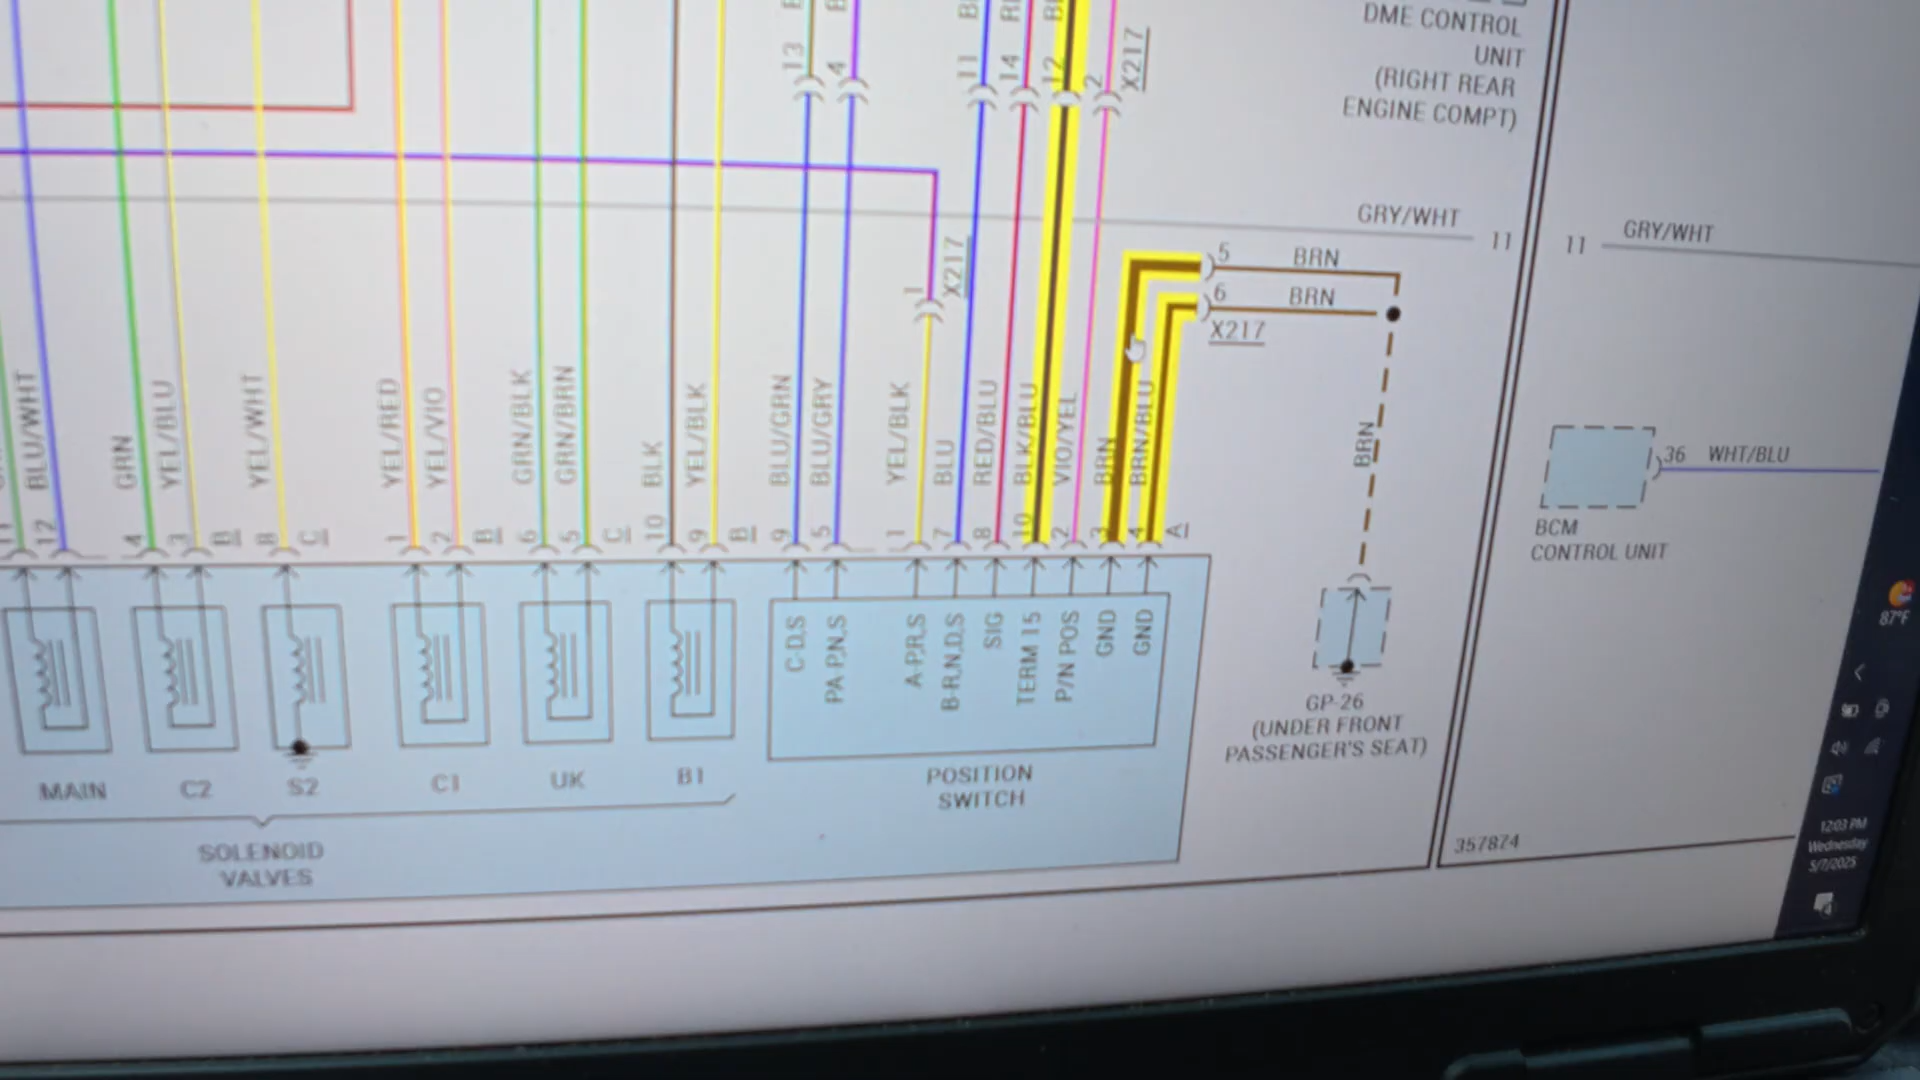 DME CONTROL
UNIT
(RIGHT REAR
ENGINE COMPT)
13
4
11
14
12
2
X217
GRY/WHT
11
11
GRY/WHT
5
BRN
6
BRN
X217
1
X217
BRN
BLU/WHT
GRN
YEL/BLU
YEL/WHT
YEL/RED
YEL/VIO
GRN/BLK
GRN/BRN
BLK
YEL/BLK
BLU/GRN
BLU/GRY
YEL/BLK
BLU
RED/BLU
BLK/BLU
VIO/YEL
BRN
BRN/BLU
11
12
4
3
B
8
C
1
2
B
6
5
C
10
9
B
9
5
1
7
8
10
2
3
4
A1
36
WHT/BLU
BCM
CONTROL UNIT
C-D,S
PA P,N,S
A-P,R,S
B-R,N,D,S
SIG
TERM 15
P/N POS
GND
GND
MAIN
C2
S2
C1
UK
B1
POSITION
SWITCH
SOLENOID
VALVES
GP-26
(UNDER FRONT
PASSENGER'S SEAT)
357874
87°F
12:03 PM
Wednesday
5/7/2025
4